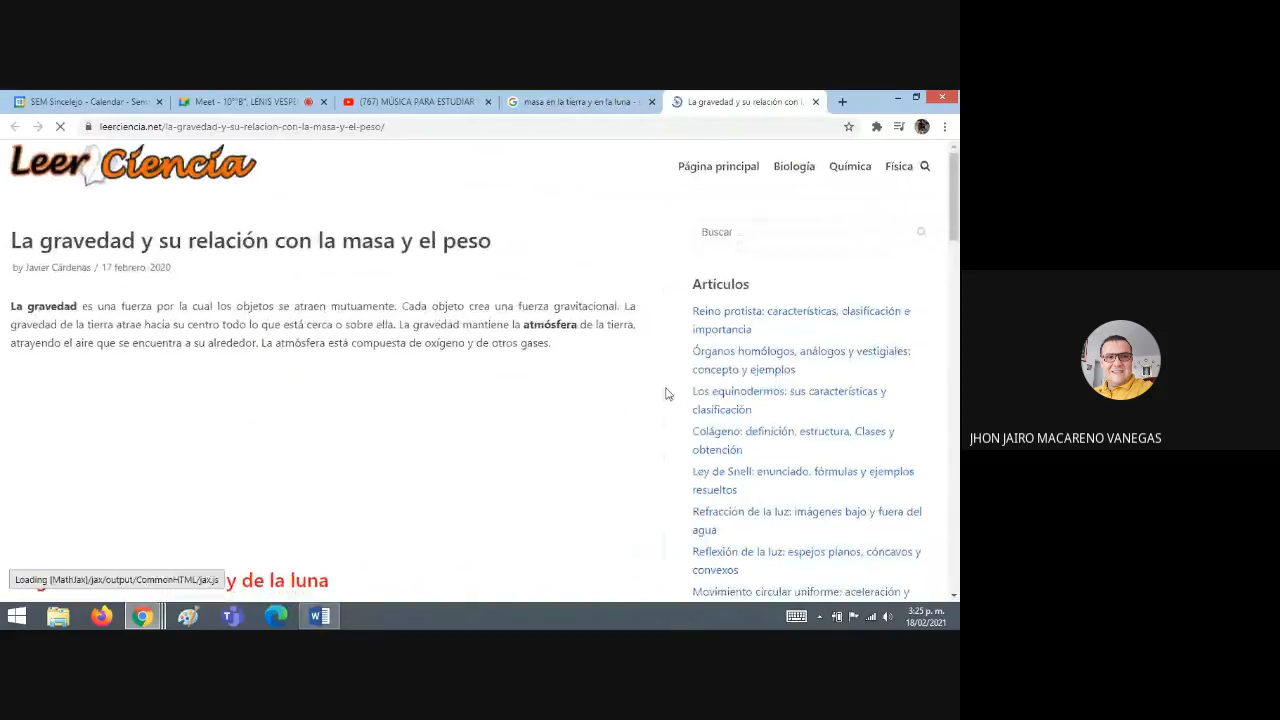 SEM Sincelejo - Calendar - Sem
Meet - 10°"B". LENIS VESPE
(767) MÚSICA PARA ESTUDIAR
masa en la tierra y en la luna -
La gravedad y su relación con l
leerciencia.net/la-gravedad-y-su-relacion-con-la-masa-y-el-peso/
Leer Ciencia
Página principal Biología Química Física
La gravedad y su relación con la masa y el peso
by Javier Cárdenas / 17 febrero, 2020
La gravedad es una fuerza por la cual los objetos se atraen mutuamente. Cada objeto crea una fuerza gravitacional. La
gravedad de la tierra atrae hacia su centro todo lo que está cerca o sobre ella. La gravedad mantiene la atmósfera de la tierra,
atrayendo el aire que se encuentra a su alrededor. La atmósfera está compuesta de oxígeno y de otros gases.
y de la luna
Loading [MathJax]/jax/output/CommonHTML/jax.js
Buscar ...
Artículos
Reino protista: características, clasificación e
importancia
Órganos homólogos, análogos y vestigiales:
concepto y ejemplos
Los equinodermos: sus características y
clasificación
Colágeno: definición, estructura, Clases y
obtención
Ley de Snell: enunciado, fórmulas y ejemplos
resueltos
Refracción de la luz: imágenes bajo y fuera del
agua
Reflexión de la luz: espejos planos, cóncavos y
convexos
Movimiento circular uniforme: aceleración y
3:25 p. m.
18/02/2021
JHON JAIRO MACARENO VANEGAS